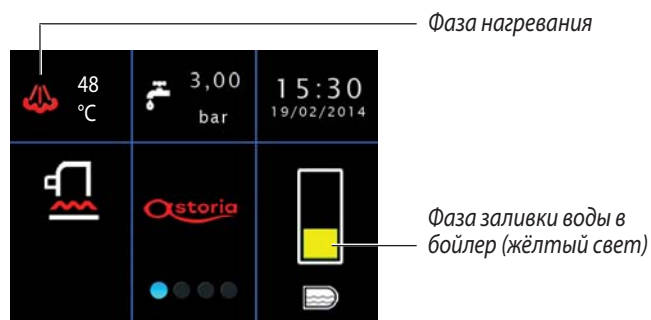 Фаза нагревания
48
°C
3,00
bar
15:30
19/02/2014
astoria
Фаза заливки воды в
бойлер (жёлтый свет)